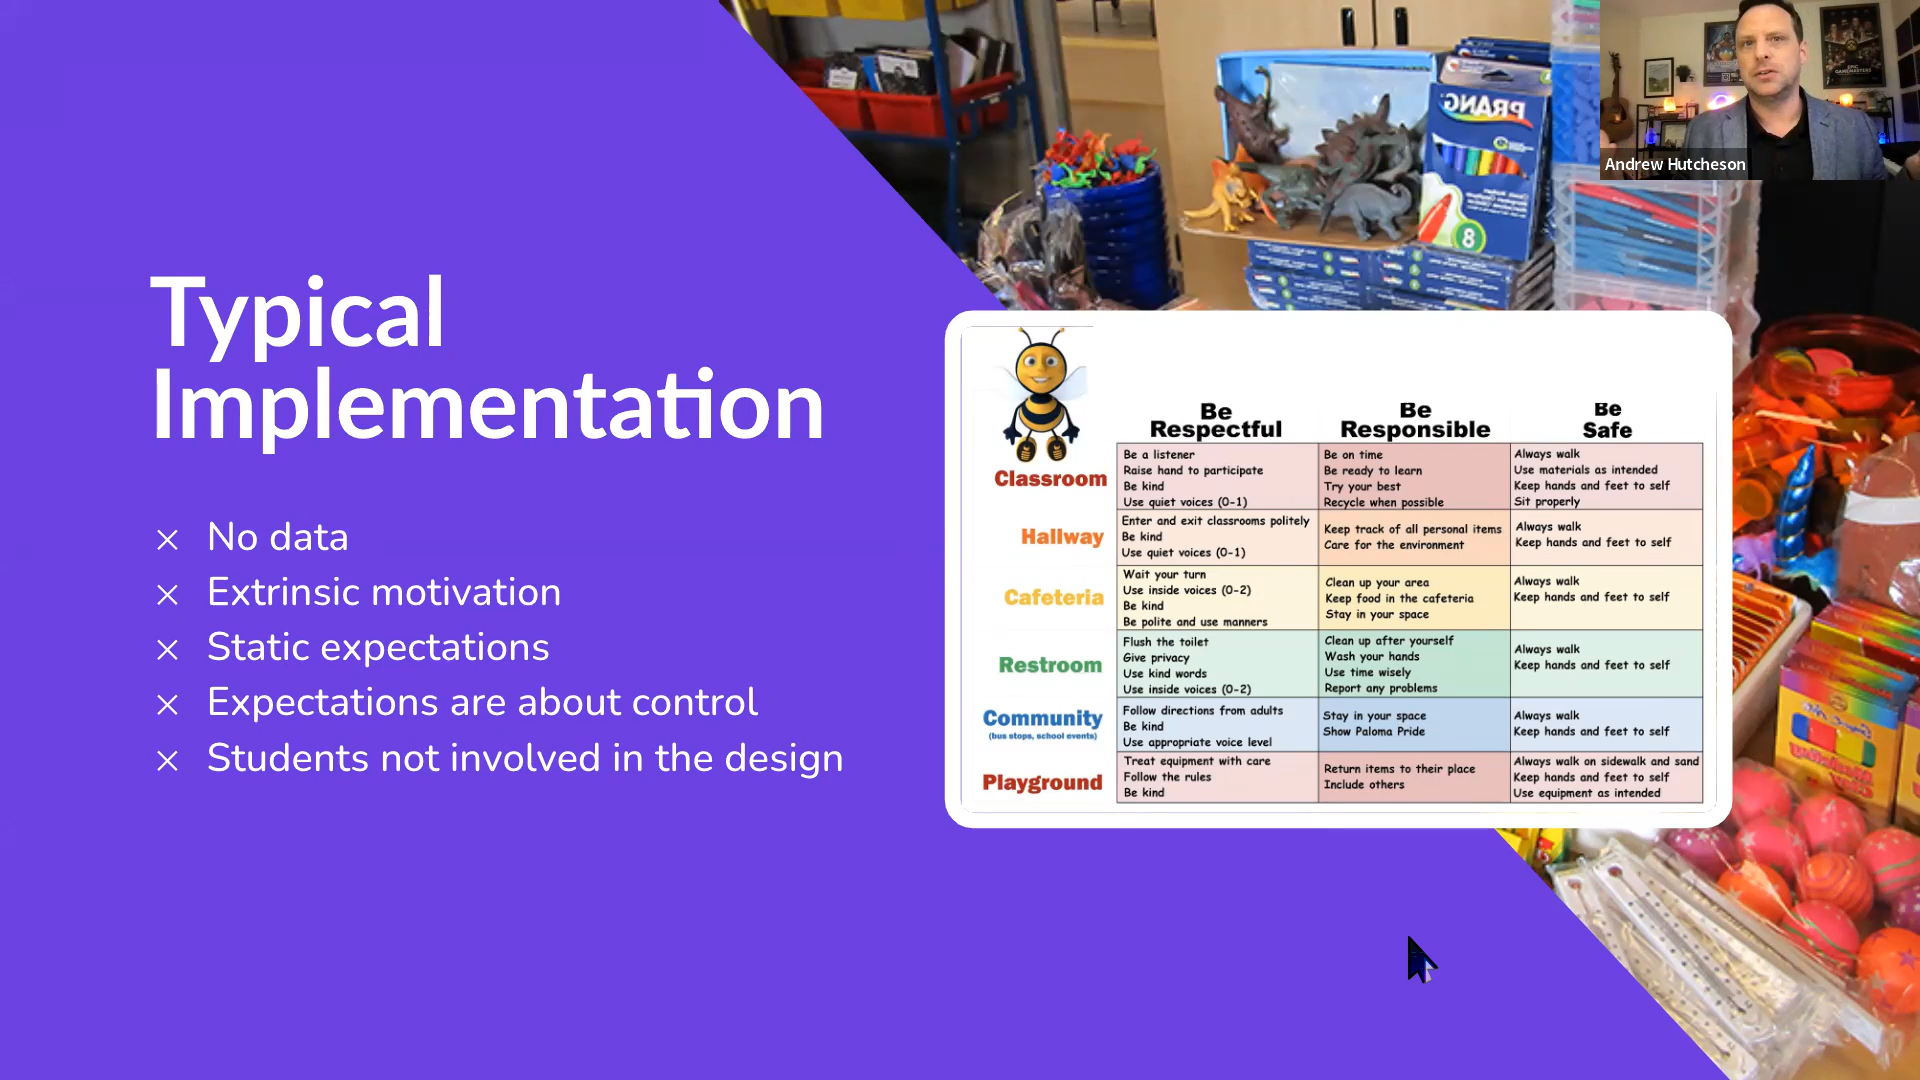 Typical
Implementation
× No data
× Extrinsic motivation
× Static expectations
× Expectations are about control
× Students not involved in the design
PRANG
8
Andrew Hutcheson
Be
Respectful
Be
Responsible
Be
Safe
Classroom
Be a listener
Raise hand to participate
Be kind
Use quiet voices (0-1)
Be on time
Be ready to learn
Try your best
Recycle when possible
Always walk
Use materials as intended
Keep hands and feet to self
Sit properly
Hallway
Enter and exit classrooms politely
Be kind
Use quiet voices (0-1)
Keep track of all personal items
Care for the environment
Always walk
Keep hands and feet to self
Cafeteria
Wait your turn
Use inside voices (0-2)
Be kind
Be polite and use manners
Clean up your area
Keep food in the cafeteria
Stay in your space
Always walk
Keep hands and feet to self
Restroom
Flush the toilet
Give privacy
Use kind words
Use inside voices (0-2)
Clean up after yourself
Wash your hands
Use time wisely
Report any problems
Always walk
Keep hands and feet to self
Community
(bus stops, school events)
Follow directions from adults
Be kind
Use appropriate voice level
Stay in your space
Show Paloma Pride
Always walk
Keep hands and feet to self
Playground
Treat equipment with care
Follow the rules
Be kind
Return items to their place
Include others
Always walk on sidewalk and sand
Keep hands and feet to self
Use equipment as intended